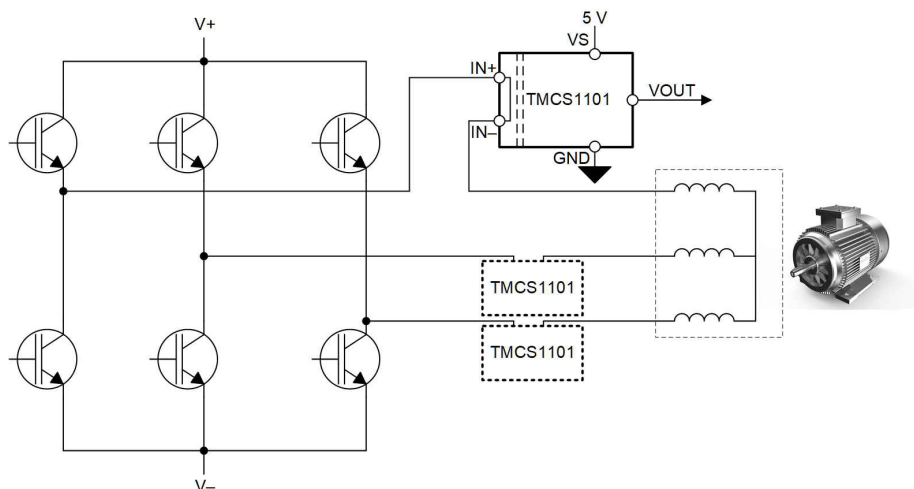 V+
5 V
VS
IN+
TMCS1101
VOUT
IN–
GND
TMCS1101
TMCS1101
V–